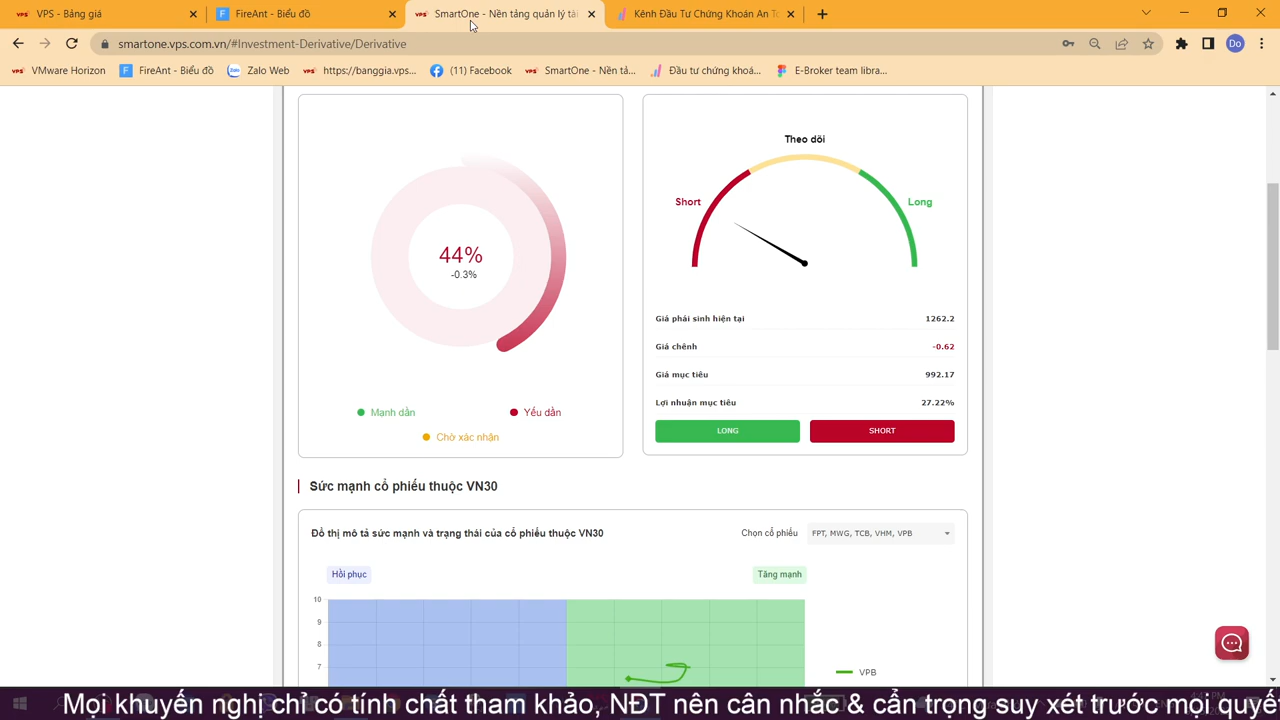 VPS - Bảng giá
FireAnt - Biểu đồ
SmartOne - Nền tảng quản lý tài
Kênh Đầu Tư Chứng Khoán An To
smartone.vps.com.vn/#Investment-Derivative/Derivative
Do
VMware Horizon
FireAnt - Biểu đồ
Zalo Web
https://banggia.vps...
(11) Facebook
SmartOne - Nền tả...
Đầu tư chứng khoá...
E-Broker team libra...
44%
-0.3%
Mạnh dần
Yếu dần
Chờ xác nhận
Theo dõi
Short
Long
Giá phái sinh hiện tại 1262.2
Giá chênh -0.62
Giá mục tiêu 992.17
Lợi nhuận mục tiêu 27.22%
LONG
SHORT
Sức mạnh cổ phiếu thuộc VN30
Đồ thị mô tả sức mạnh và trạng thái của cổ phiếu thuộc VN30
Chọn cổ phiếu
FPT, MWG, TCB, VHM, VPB
Hồi phục
Tăng mạnh
10
9
8
7
VPB
Mọi khuyến nghị chỉ có tính chất tham khảo, NĐT nên cân nhắc & cẩn trọng suy xét trước mọi quyế